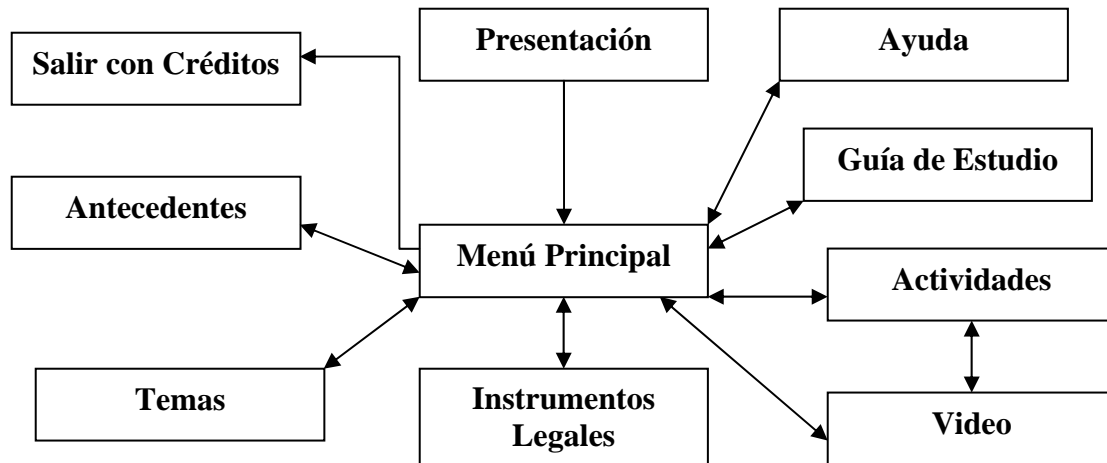 Presentación
Ayuda
Salir con Créditos
Guía de Estudio
Antecedentes
Menú Principal
Actividades
Temas
Instrumentos
Legales
Video